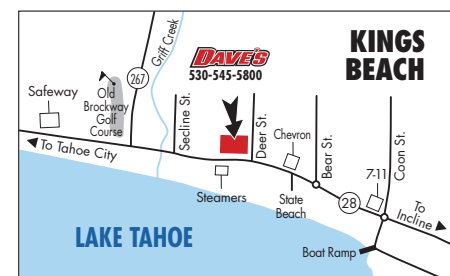 KINGS
BEACH
DAVE'S
530-545-5800
Griff Creek
267
Safeway
Old
Brockway
Golf
Course
Secline St.
Deer St.
Chevron
Bear St.
Coon St.
7-11
To Tahoe City
Steamers
State
Beach
28
To
Incline
LAKE TAHOE
Boat Ramp